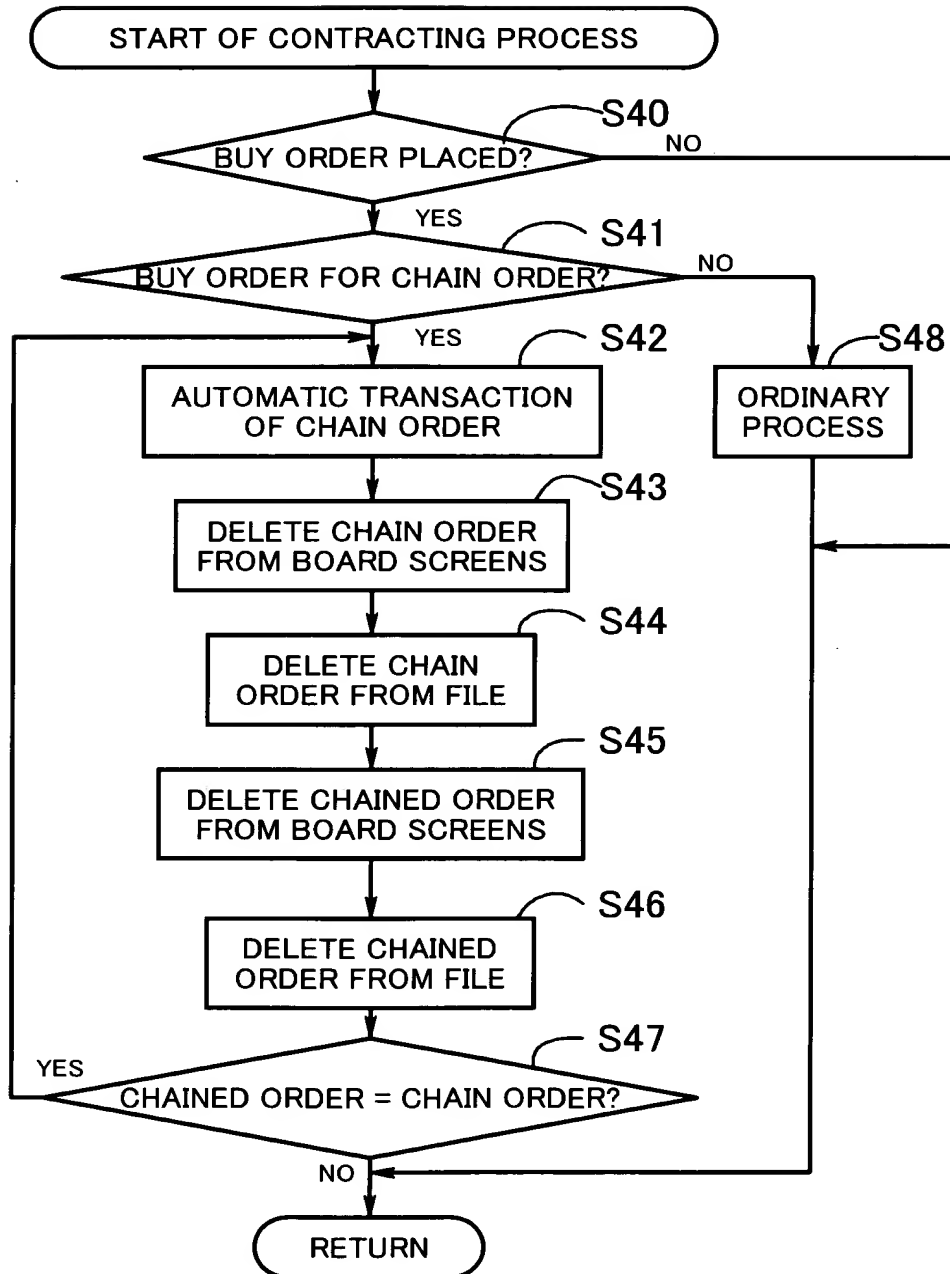 START OF CONTRACTING PROCESS
S40
BUY ORDER PLACED?
NO
YES
S41
BUY ORDER FOR CHAIN ORDER?
NO
YES
S42
AUTOMATIC TRANSACTION
OF CHAIN ORDER
S48
ORDINARY
PROCESS
S43
DELETE CHAIN ORDER
FROM BOARD SCREENS
S44
DELETE CHAIN
ORDER FROM FILE
S45
DELETE CHAINED ORDER
FROM BOARD SCREENS
S46
DELETE CHAINED
ORDER FROM FILE
S47
YES
CHAINED ORDER = CHAIN ORDER?
NO
RETURN